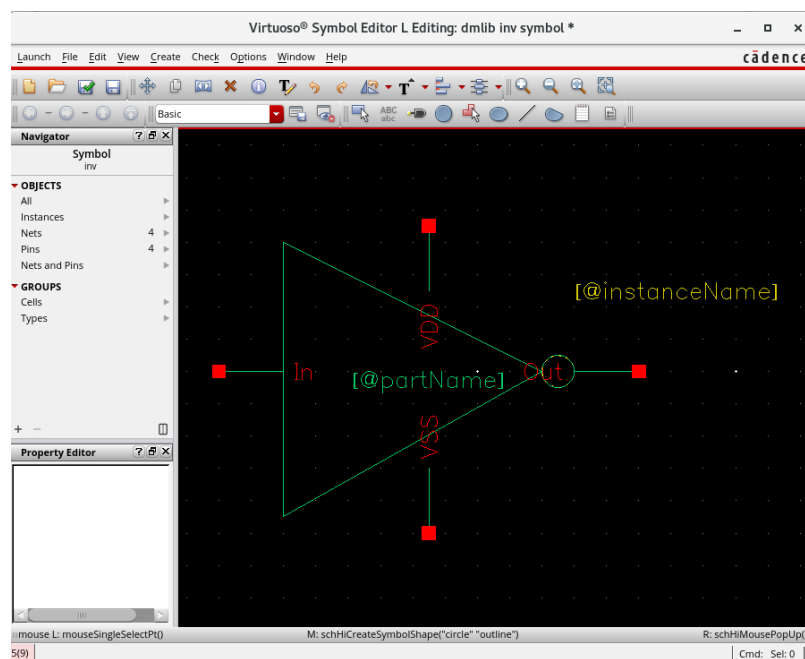 Virtuoso® Symbol Editor L Editing: dmlib inv symbol *
Launch File Edit View Create Check Options Window Help
cādence
Basic
ABC
abc
Navigator
Symbol
inv
OBJECTS
All
Instances
Nets 4
Pins 4
Nets and Pins
GROUPS
Cells
Types
Property Editor
[@instanceName]
VDD
In
[@partName]
Out
VSS
mouse L: mouseSingleSelectPt()
M: schHiCreateSymbolShape("circle" "outline")
R: schHiMousePopUp(
5(9)
Cmd: Sel: 0